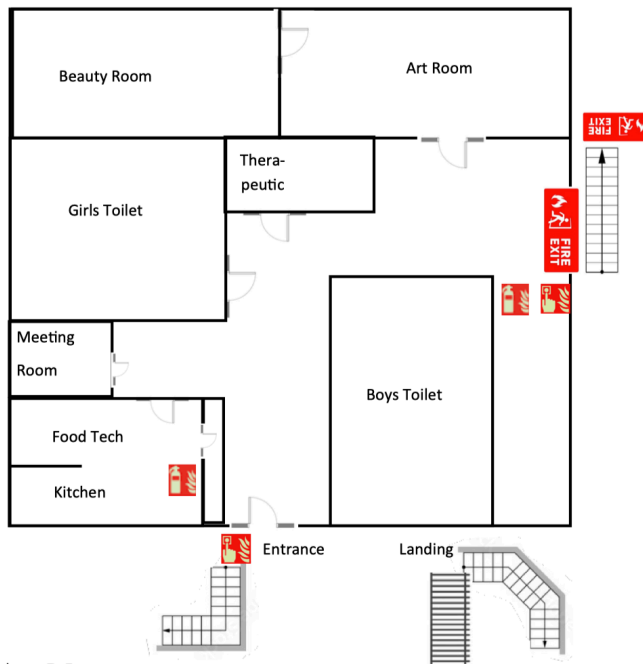 Beauty Room
Art Room
FIRE
EXIT
Thera-
peutic
Girls Toilet
FIRE
EXIT
Meeting
Room
Boys Toilet
Food Tech
Kitchen
Entrance
Landing